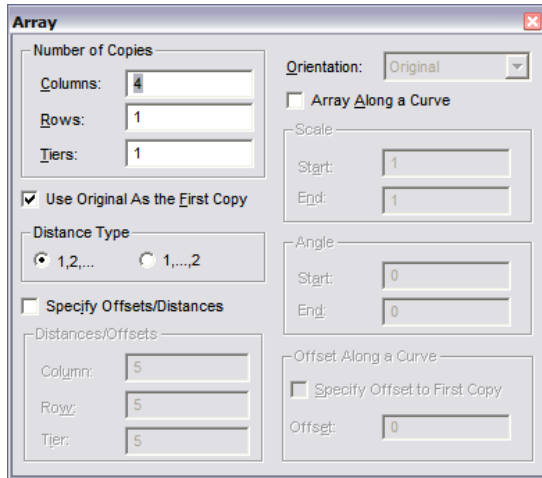 Array
Number of Copies
Columns: 4
Rows: 1
Tiers: 1
Use Original As the First Copy
Distance Type
1,2,... 1,...,2
Specify Offsets/Distances
Distances/Offsets
Column: 5
Row: 5
Tier: 5
Orientation: Original
Array Along a Curve
Scale
Start: 1
End: 1
Angle
Start: 0
End: 0
Offset Along a Curve
Specify Offset to First Copy
Offset: 0